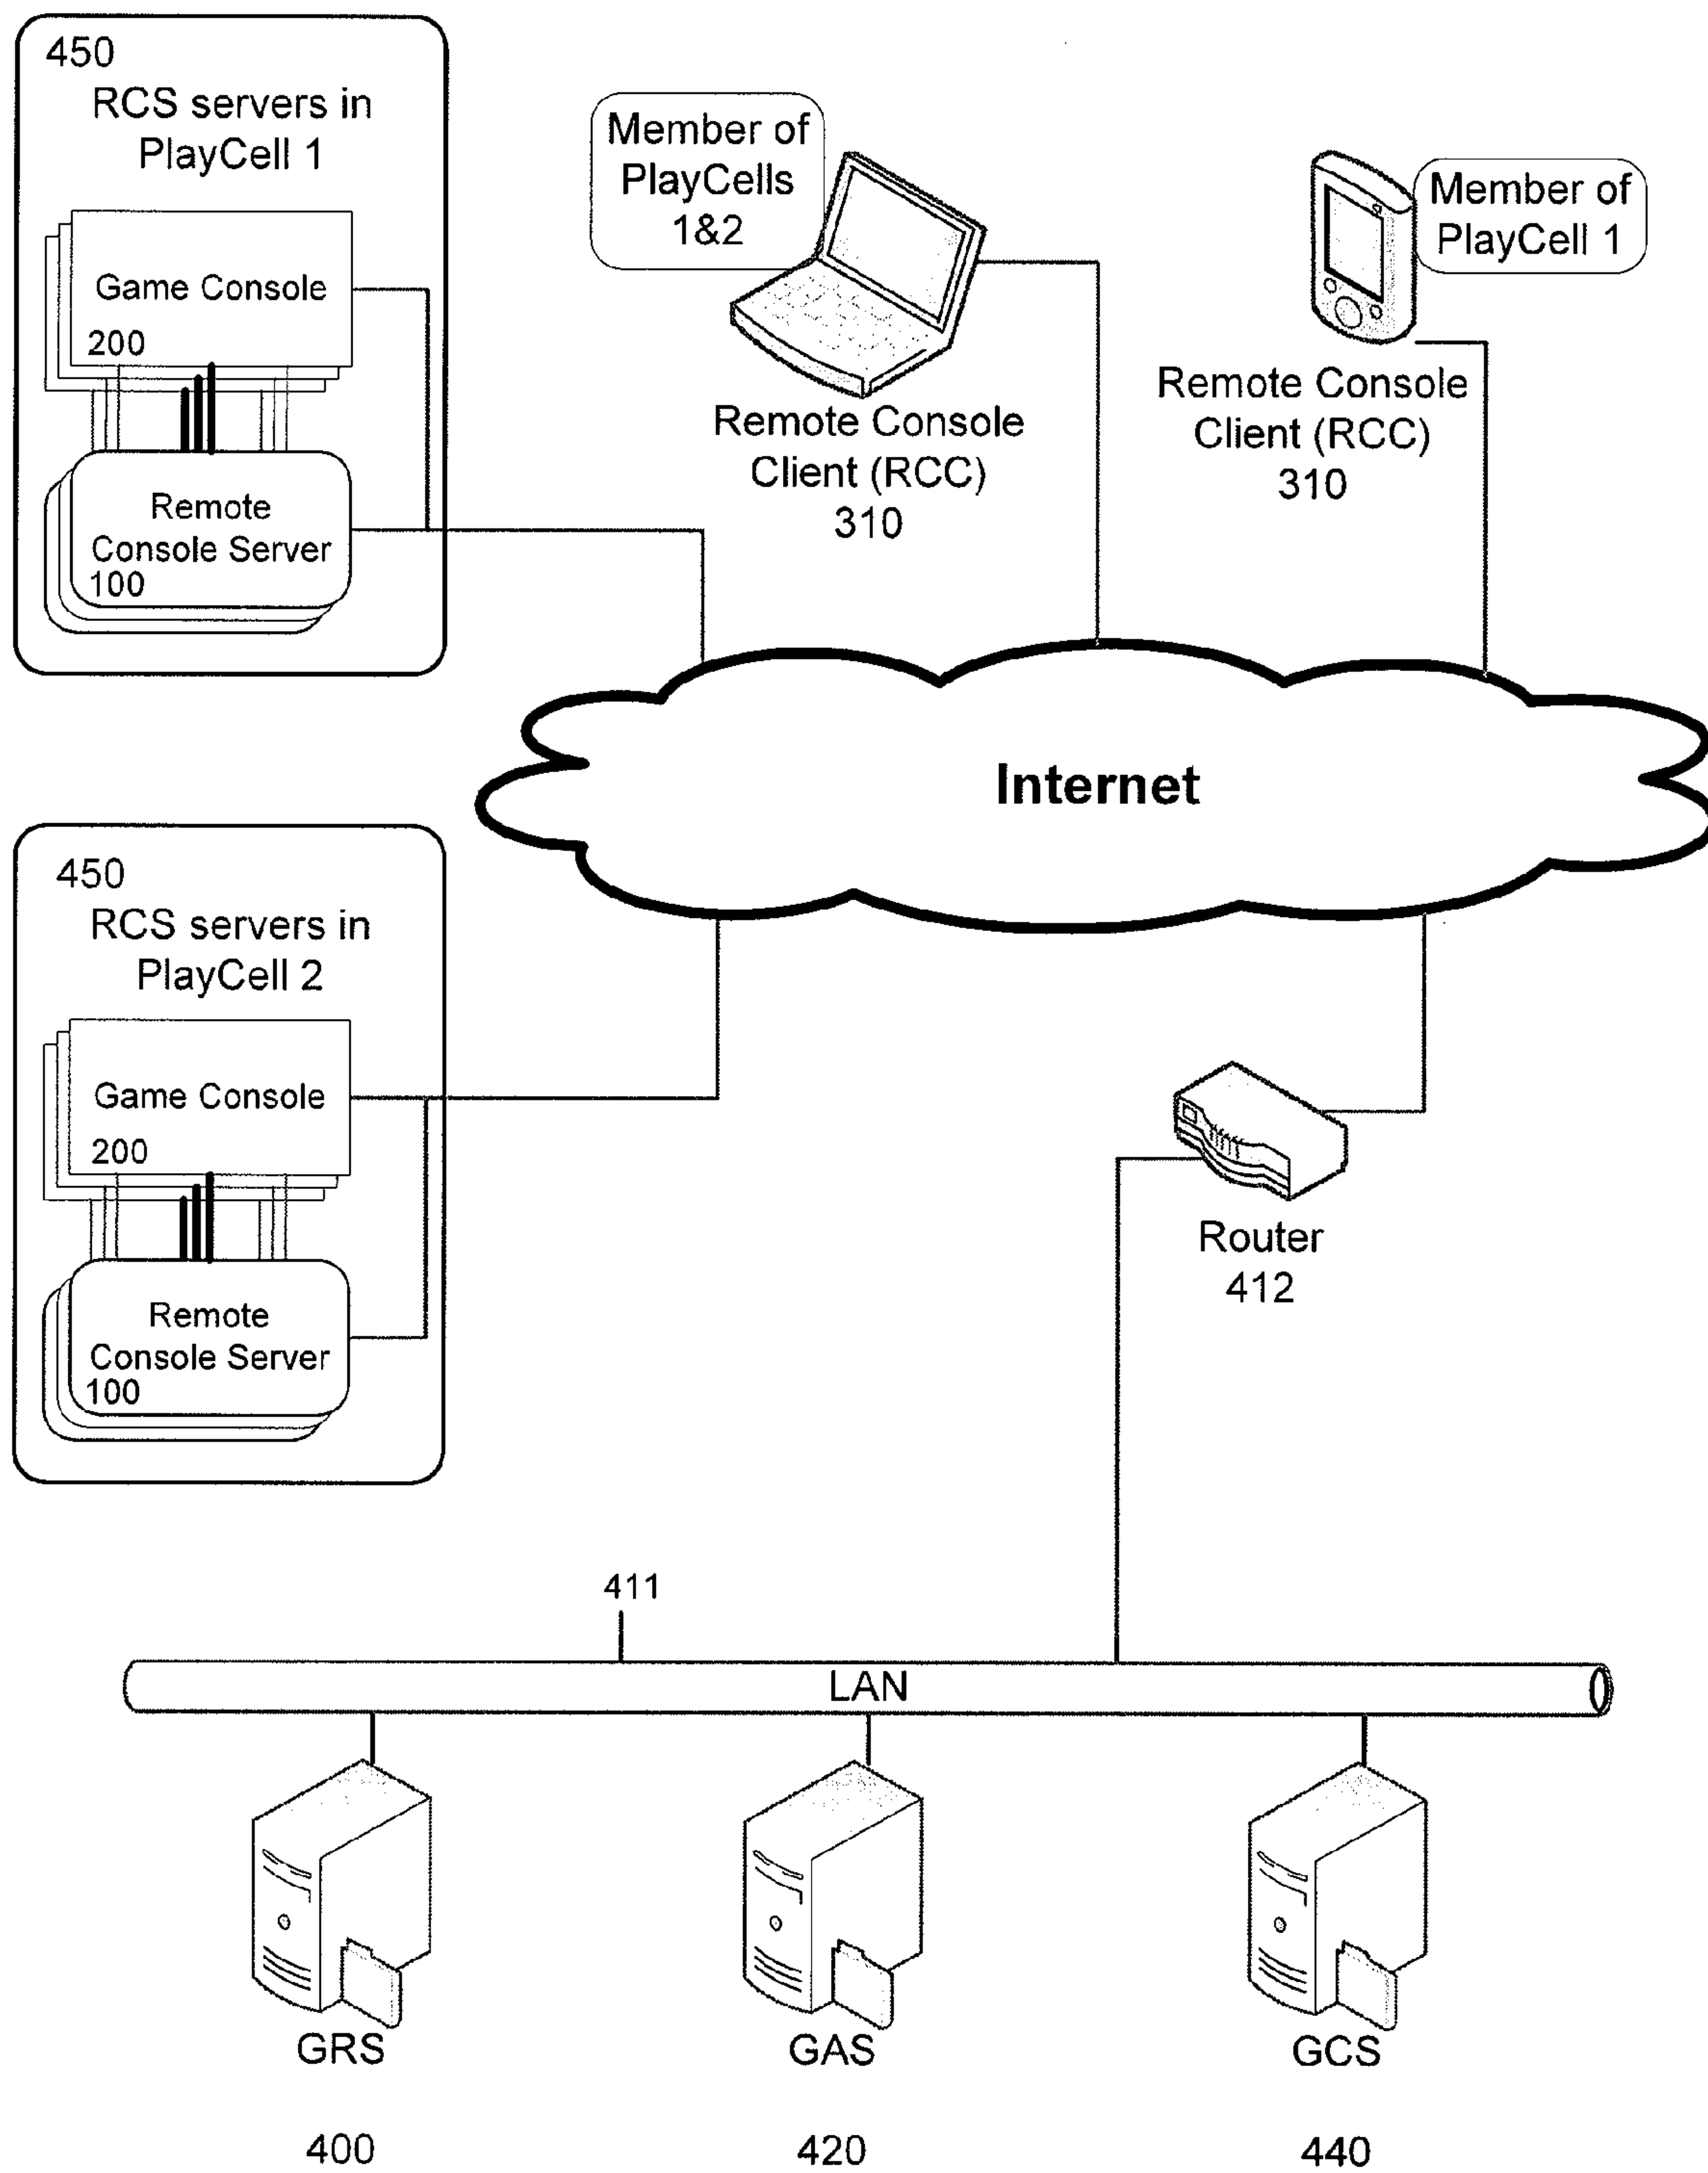 450
RCS servers in
PlayCell 1
Game Console
200
Remote
Console Server
100
Member of
PlayCells
1&2
Remote Console
Client (RCC)
310
Member of
PlayCell 1
Remote Console
Client (RCC)
310
Internet
450
RCS servers in
PlayCell 2
Game Console
200
Remote
Console Server
100
Router
412
411
LAN
GRS
GAS
GCS
400
420
440